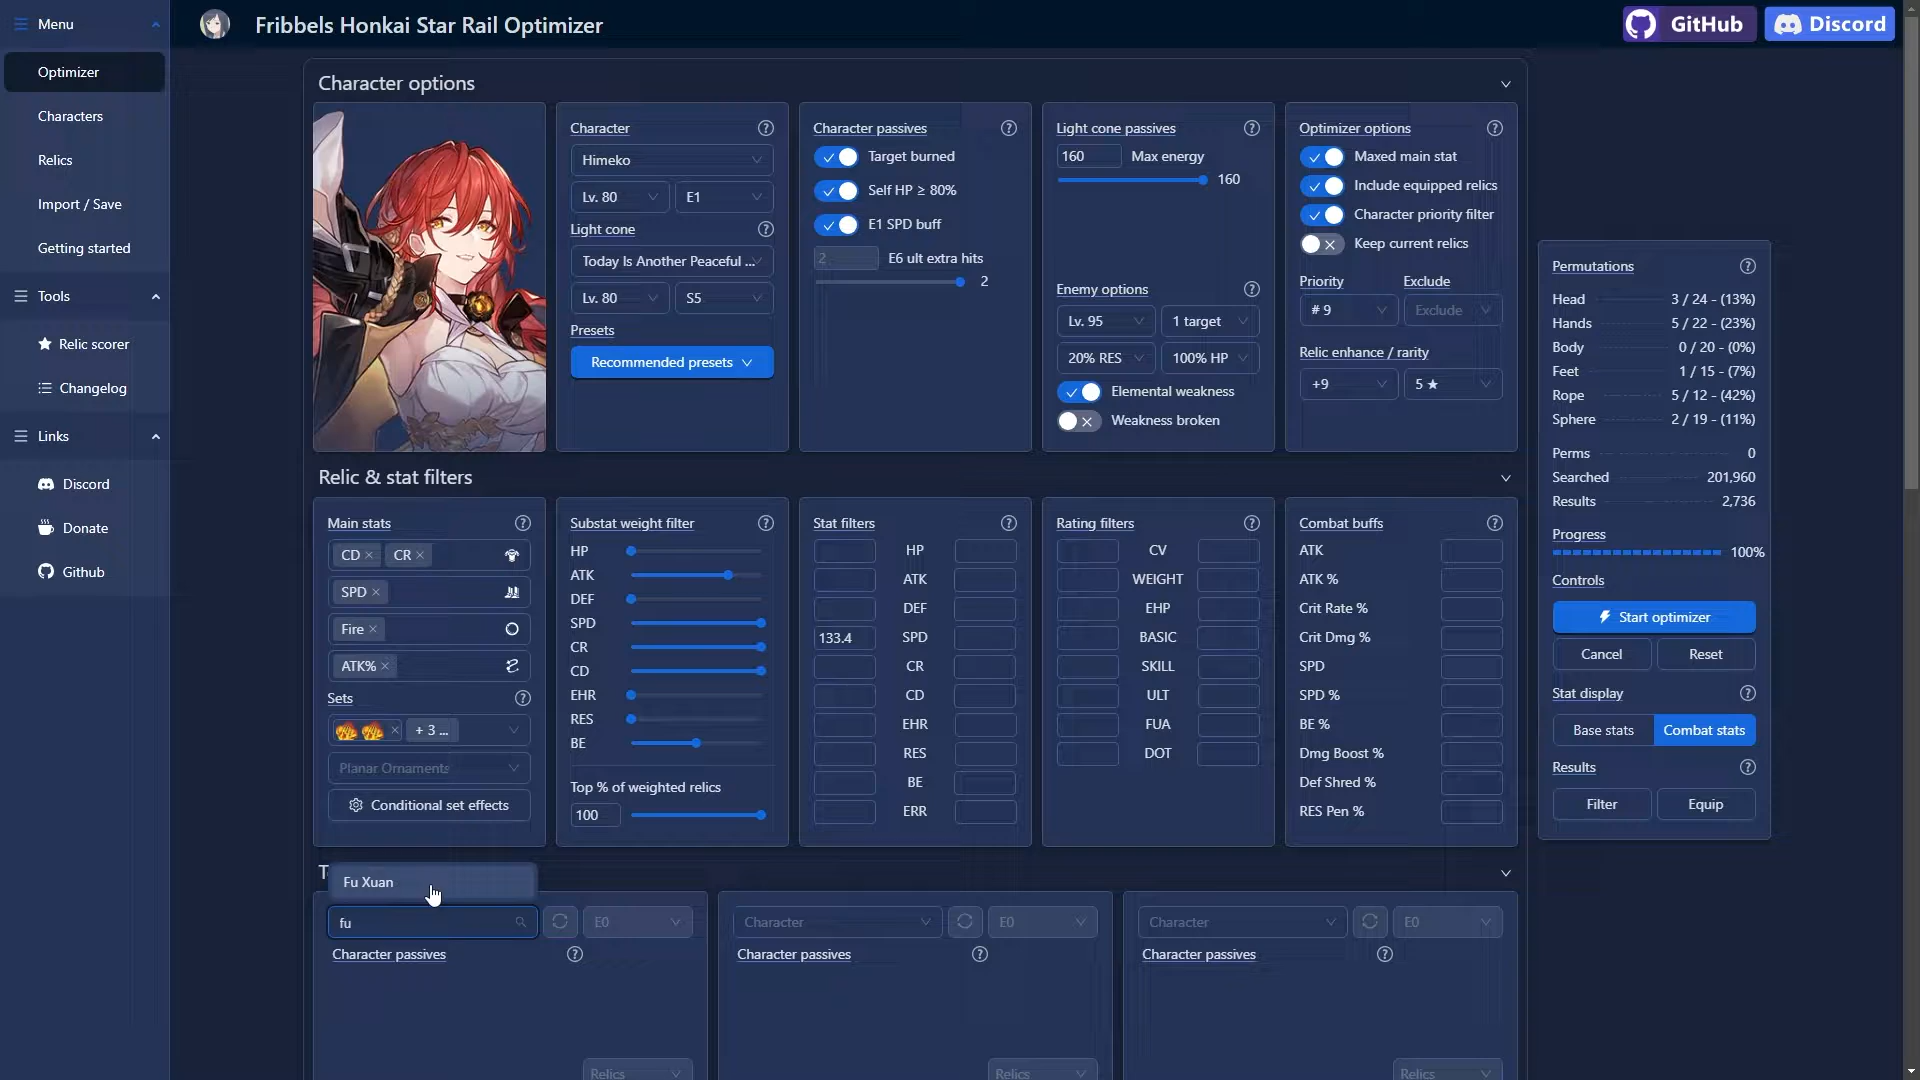 Menu
Optimizer
Characters
Relics
Import / Save
Getting started
Tools
Relic scorer
Changelog
Links
Discord
Donate
Github
Fribbels Honkai Star Rail Optimizer
GitHub
Discord
Character options
Character
Himeko
Lv. 80
E1
Light cone
Today Is Another Peaceful ...
Lv. 80
S5
Presets
Recommended presets
Character passives
Target burned
Self HP ≥ 80%
E1 SPD buff
2
E6 ult extra hits
2
Light cone passives
160
Max energy
160
Enemy options
Lv. 95
1 target
20% RES
100% HP
Elemental weakness
Weakness broken
Optimizer options
Maxed main stat
Include equipped relics
Character priority filter
Keep current relics
Priority
Exclude
# 9
Exclude
Relic enhance / rarity
+9
5 ★
Relic & stat filters
Main stats
CD
CR
SPD
Fire
ATK%
Sets
+ 3 ...
Planar Ornaments
Conditional set effects
Substat weight filter
HP
ATK
DEF
SPD
CR
CD
EHR
RES
BE
Top % of weighted relics
100
Stat filters
HP
ATK
DEF
133.4
SPD
CR
CD
EHR
RES
BE
ERR
Rating filters
CV
WEIGHT
EHP
BASIC
SKILL
ULT
FUA
DOT
Combat buffs
ATK
ATK %
Crit Rate %
Crit Dmg %
SPD
SPD %
BE %
Dmg Boost %
Def Shred %
RES Pen %
Permutations
Head 3 / 24 - (13%)
Hands 5 / 22 - (23%)
Body 0 / 20 - (0%)
Feet 1 / 15 - (7%)
Rope 5 / 12 - (42%)
Sphere 2 / 19 - (11%)
Perms 0
Searched 201,960
Results 2,736
Progress
100%
Controls
Start optimizer
Cancel
Reset
Stat display
Base stats
Combat stats
Results
Filter
Equip
Fu Xuan
fu
E0
Character passives
Relics
Character
E0
Character passives
Relics
Character
E0
Character passives
Relics